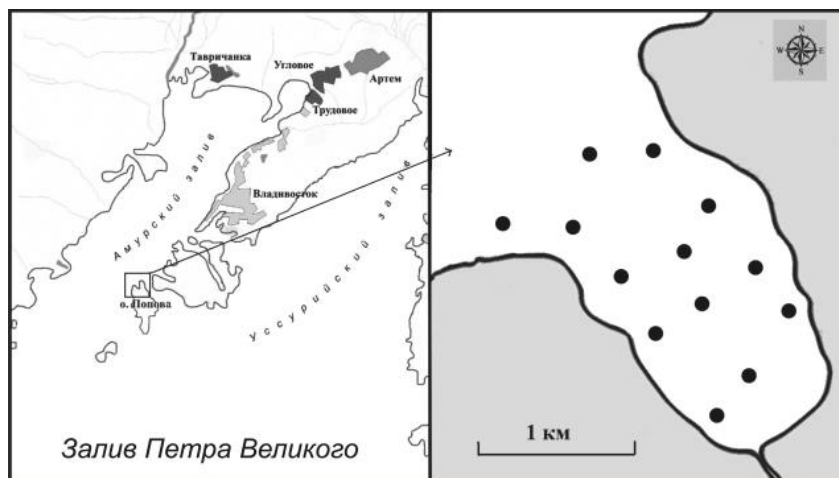 Тавричанка
Угловое
Артем
Трудовое
Владивосток
Амурский залив
Уссурийский залив
о. Попова
Залив Петра Великого
N
W E
S
1 км